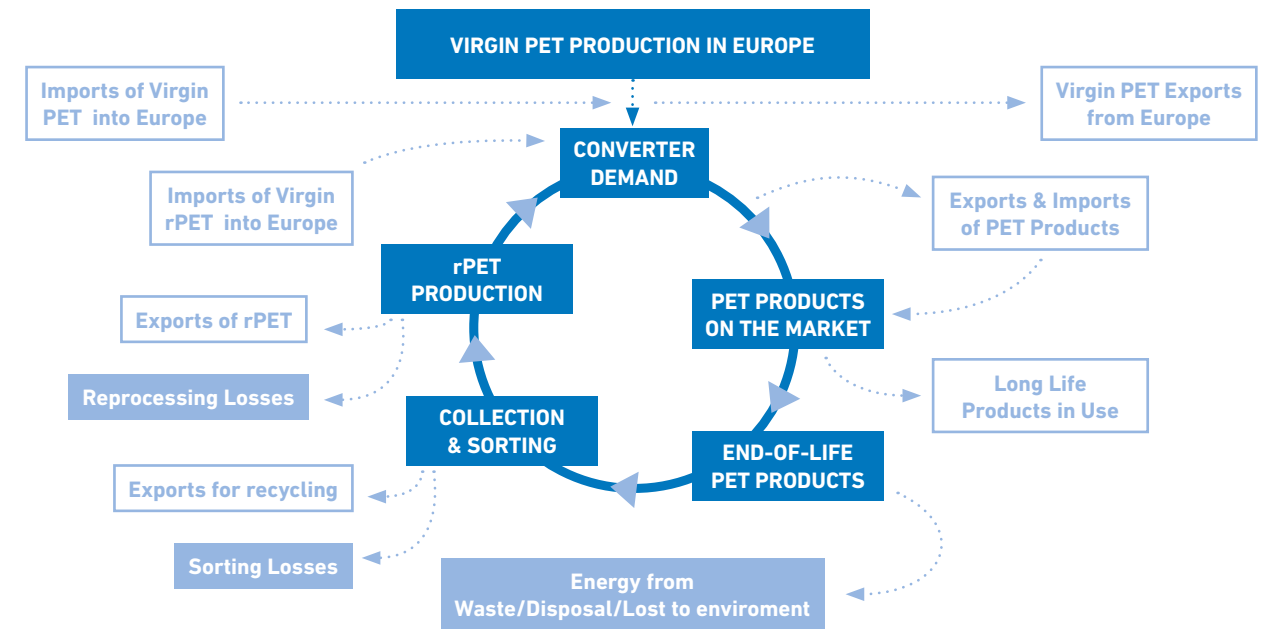 VIRGIN PET PRODUCTION IN EUROPE
Imports of Virgin
PET into Europe
Virgin PET Exports
from Europe
CONVERTER
DEMAND
Imports of Virgin
rPET into Europe
Exports & Imports
of PET Products
rPET
PRODUCTION
PET PRODUCTS
ON THE MARKET
Exports of rPET
Reprocessing Losses
Long Life
Products in Use
COLLECTION
& SORTING
END-OF-LIFE
PET PRODUCTS
Exports for recycling
Sorting Losses
Energy from
Waste/Disposal/Lost to enviroment